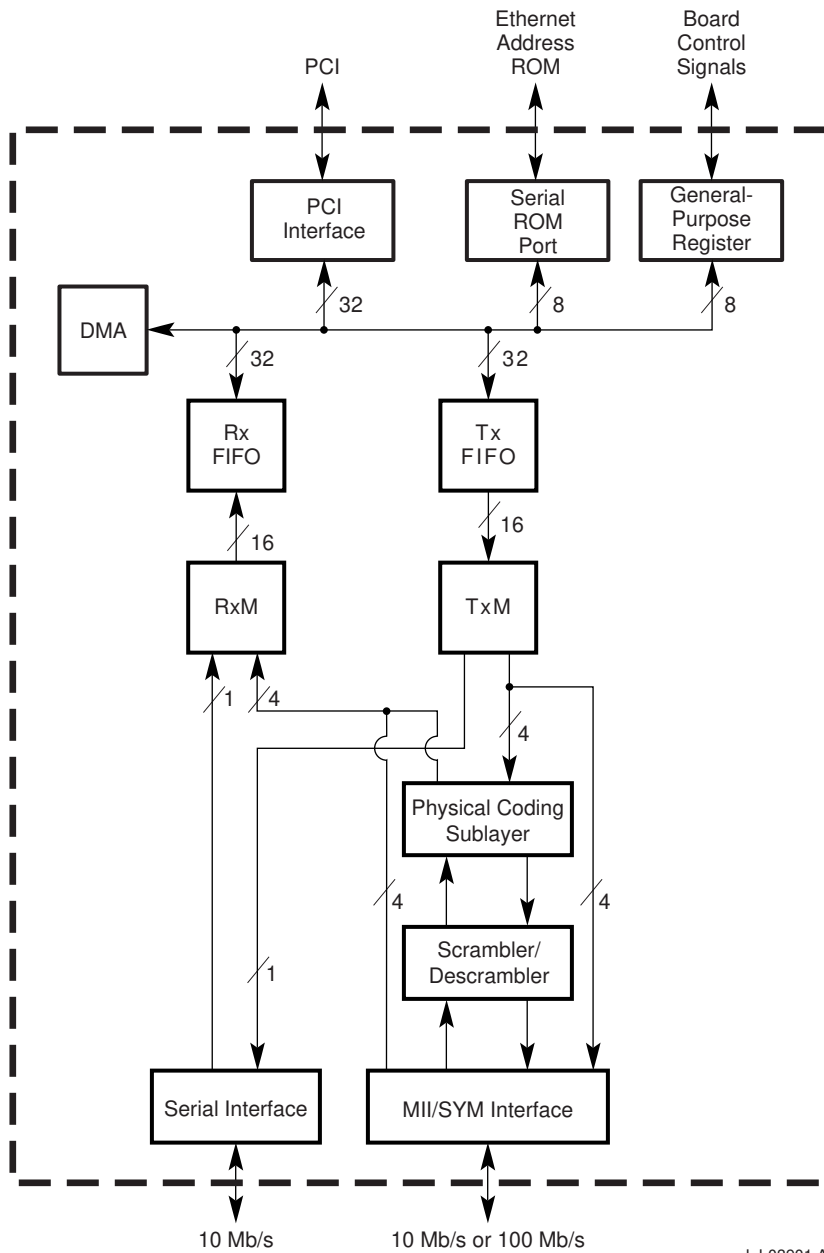 PCI
Ethernet
Address
ROM
Board
Control
Signals
PCI
Interface
Serial
ROM
Port
General-
Purpose
Register
32
8
8
DMA
32
32
Rx
FIFO
Tx
FIFO
16
16
RxM
TxM
1
4
4
Physical Coding
Sublayer
4
4
Scrambler/
Descrambler
1
Serial Interface
MII/SYM Interface
10 Mb/s
10 Mb/s or 100 Mb/s